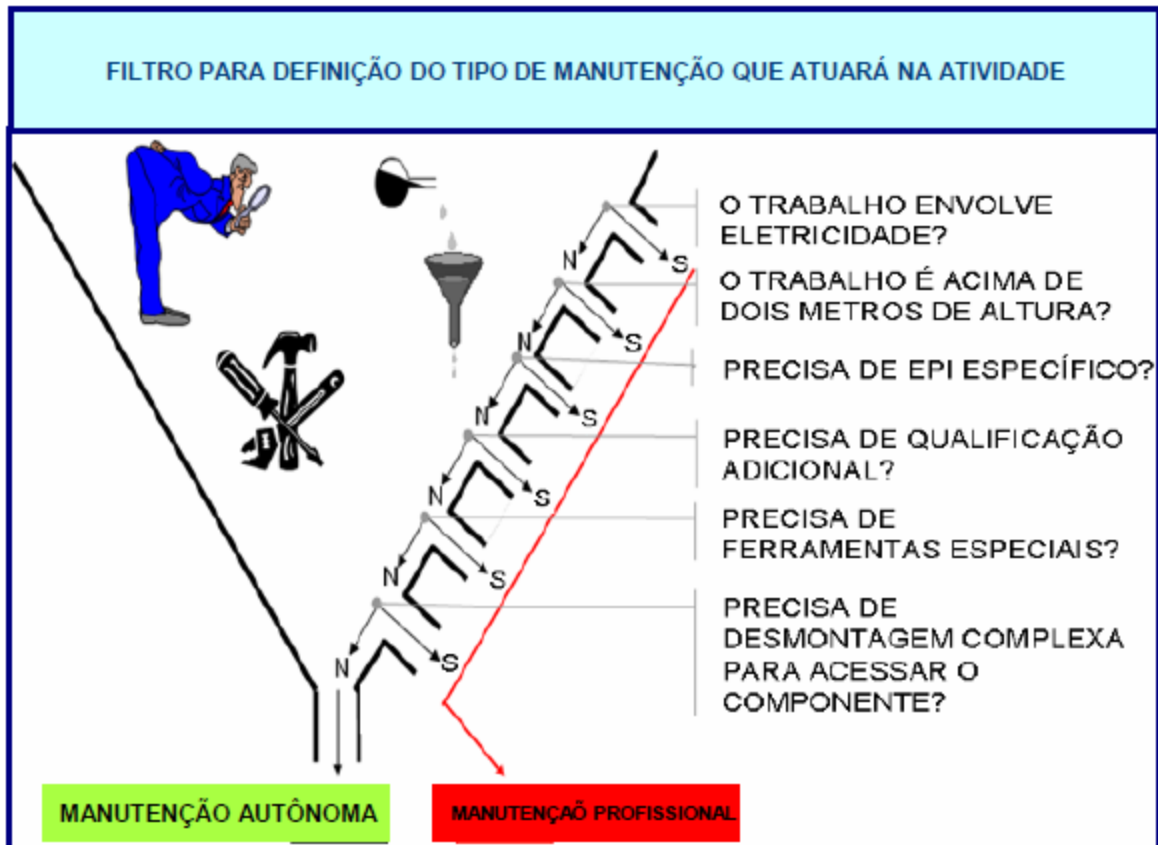 FILTRO PARA DEFINIÇÃO DO TIPO DE MANUTENÇÃO QUE ATUARÁ NA ATIVIDADE
O TRABALHO ENVOLVE
ELETRICIDADE?
N
S
O TRABALHO É ACIMA DE
DOIS METROS DE ALTURA?
N
S
PRECISA DE EPI ESPECÍFICO?
N
S
PRECISA DE QUALIFICAÇÃO
ADICIONAL?
N
S
PRECISA DE
FERRAMENTAS ESPECIAIS?
N
S
PRECISA DE
DESMONTAGEM COMPLEXA
PARA ACESSAR O
COMPONENTE?
N
S
MANUTENÇÃO AUTÔNOMA
MANUTENÇAÕ PROFISSIONAL